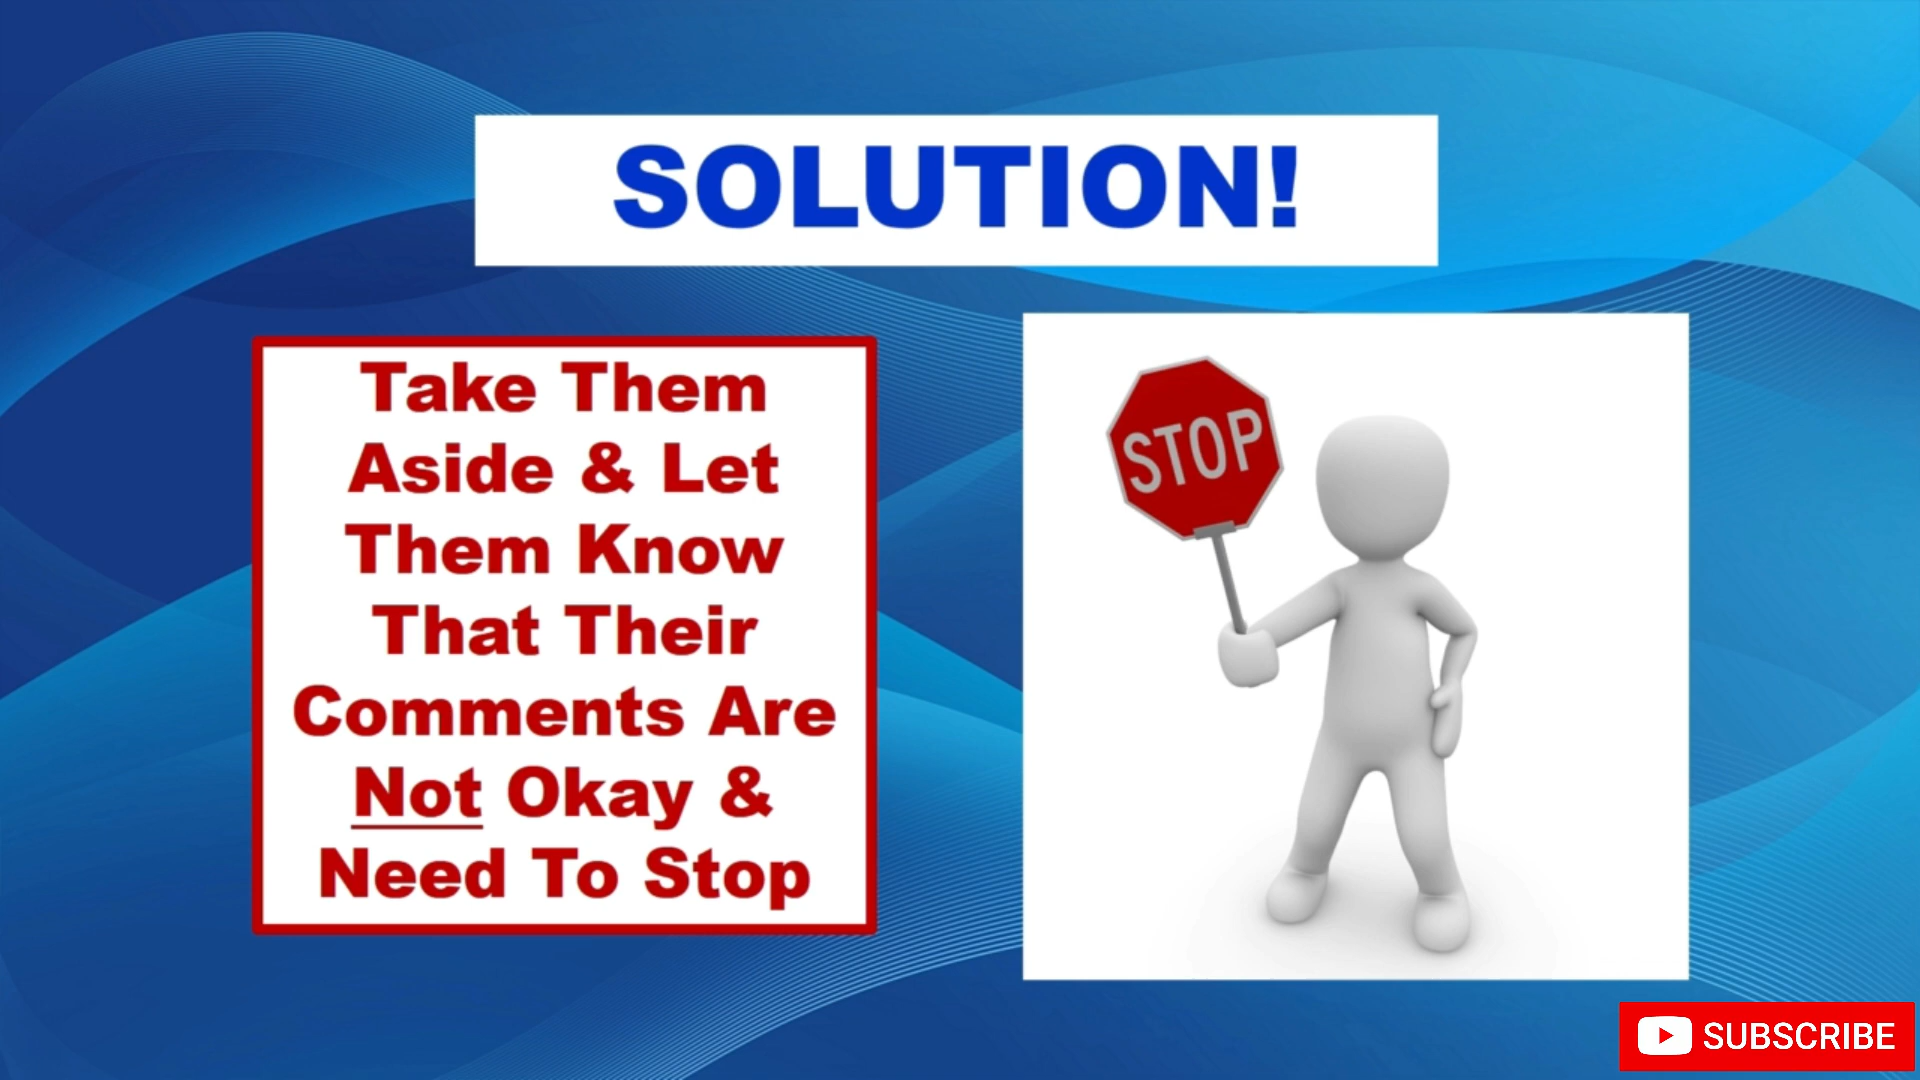 SOLUTION!
Take Them
Aside & Let
Them Know
That Their
Comments Are
Not Okay &
Need To Stop
STOP
SUBSCRIBE